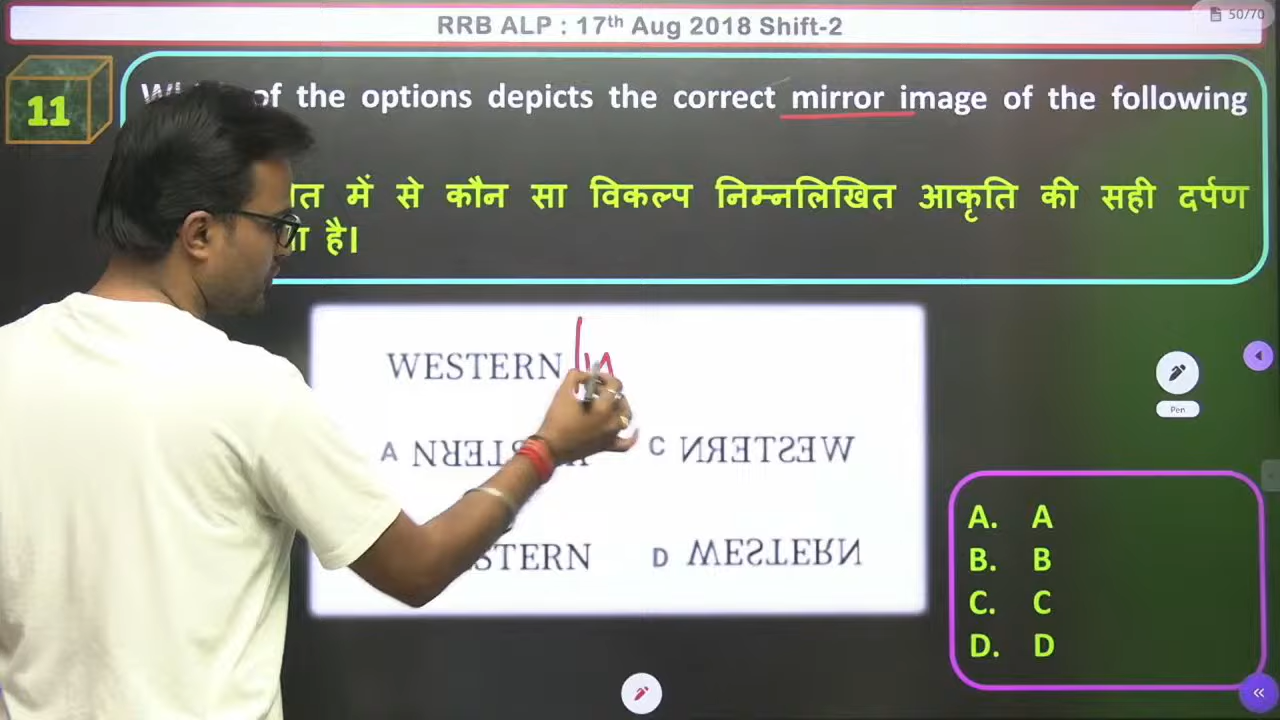 50/70
RRB ALP : 17th Aug 2018 Shift-2
11
of the options depicts the correct mirror image of the following
में से कौन सा विकल्प निम्नलिखित आकृति की सही दर्पण
है।
WESTERN
Pen
A
C ИЯƎTƧƎW
D
A. A
B. B
C. C
D. D